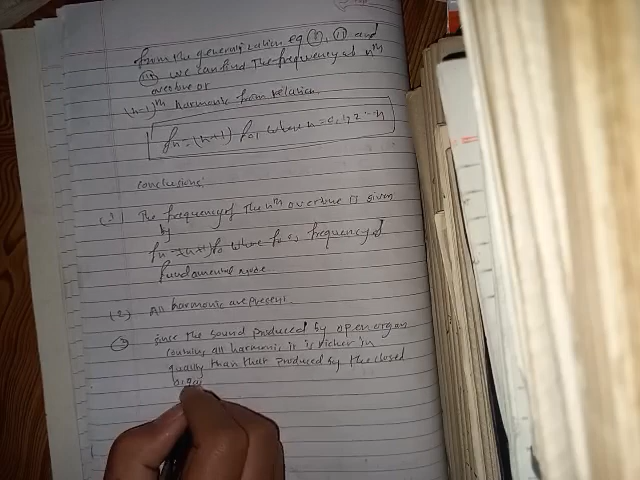 from the generalization eq (i), (ii) and
(iii) we can find the frequency of nth
overtone or
(n-1)th harmonic from relation.
fn = (n+1) fo, where n = 0, 1, 2 -- n
conclusions:
(1) The frequency of the nth overtone is given
by
fn = (n+1) fo where fo is frequency of
fundamental mode.
(2) All harmonic are present.
(3) since the sound produced by open organ
contains all harmonic, it is richer in
quality than that produced by the closed